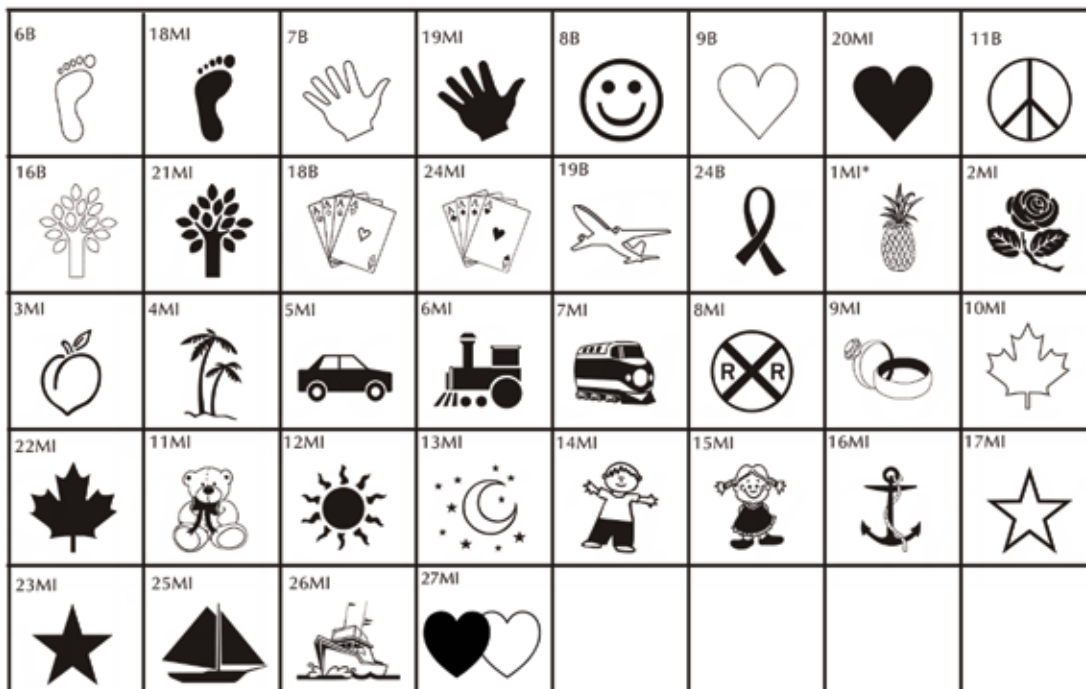 6B 18MI 7B 19MI 8B 9B 20MI 11B
16B 21MI 18B 24MI 19B 24B 1MI* 2MI
A A A A A A A A
3MI 4MI 5MI 6MI 7MI 8MI 9MI 10MI
R R
22MI 11MI 12MI 13MI 14MI 15MI 16MI 17MI
23MI 25MI 26MI 27MI